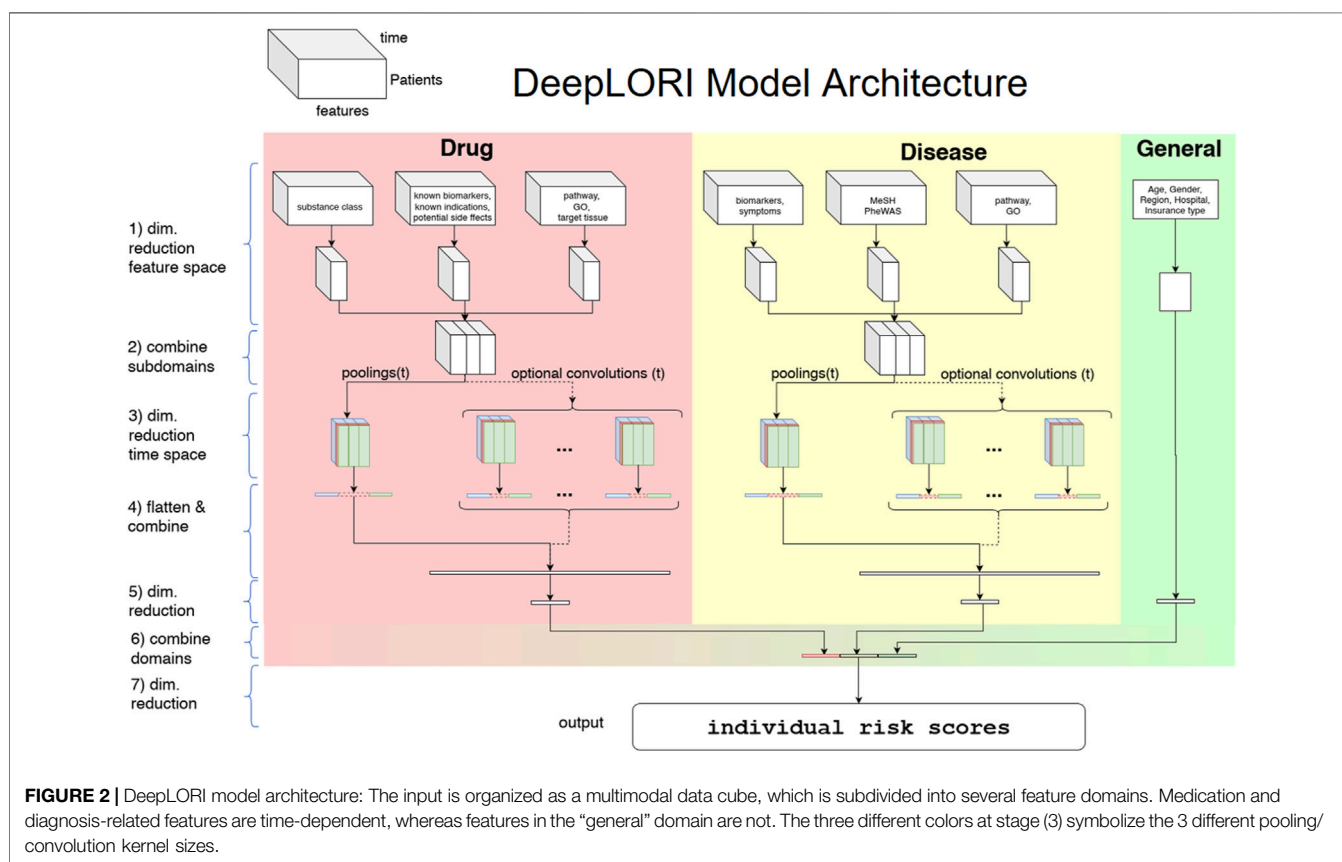 time
Patients
features
DeepLORI Model Architecture
Drug
Disease
General
substance class
known biomarkers,
known indications,
potential side ffects
pathway,
GO,
target tissue
biomarkers,
symptoms
MeSH
PheWAS
pathway,
GO
Age, Gender,
Region, Hospital,
Insurance type
1) dim.
reduction
feature space
2) combine
subdomains
poolings(t)
optional convolutions (t)
poolings(t)
optional convolutions (t)
3) dim.
reduction
time space
...
...
4) flatten &
combine
...
...
5) dim.
reduction
6) combine
domains
7) dim.
reduction
output
individual risk scores
FIGURE 2 | DeepLORI model architecture: The input is organized as a multimodal data cube, which is subdivided into several feature domains. Medication and
diagnosis-related features are time-dependent, whereas features in the “general” domain are not. The three different colors at stage (3) symbolize the 3 different pooling/
convolution kernel sizes.